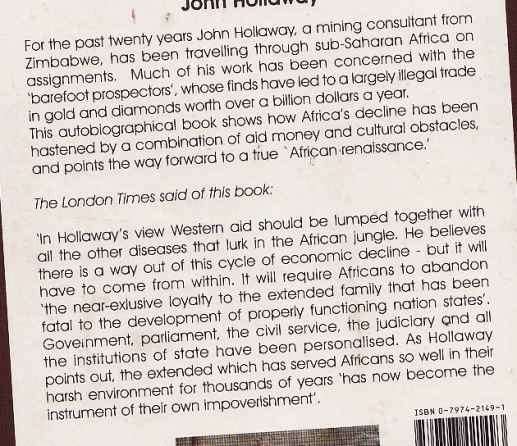 John Hollaway
For the past twenty years John Hollaway, a mining consultant from
Zimbabwe, has been travelling through sub-Saharan Africa on
assignments. Much of his work has been concerned with the
'barefoot prospectors', whose finds have led to a largely illegal trade
in gold and diamonds worth over a billion dollars a year.
This autobiographical book shows how Africa's decline has been
hastened by a combination of aid money and cultural obstacles,
and points the way forward to a true `African renaissance.'
The London Times said of this book:
'In Hollaway's view Western aid should be lumped together with
all the other diseases that lurk in the African jungle. He believes
there is a way out of this cycle of economic decline - but it will
have to come from within. It will require Africans to abandon
'the near-exlusive loyalty to the extended family that has been
fatal to the development of properly functioning nation states'.
Government, parliament, the civil service, the judiciary and all
the institutions of state have been personalised. As Hollaway
points out, the extended which has served Africans so well in their
harsh environment for thousands of years 'has now become the
instrument of their own impoverishment'.
ISBN 0-7974-2149-1